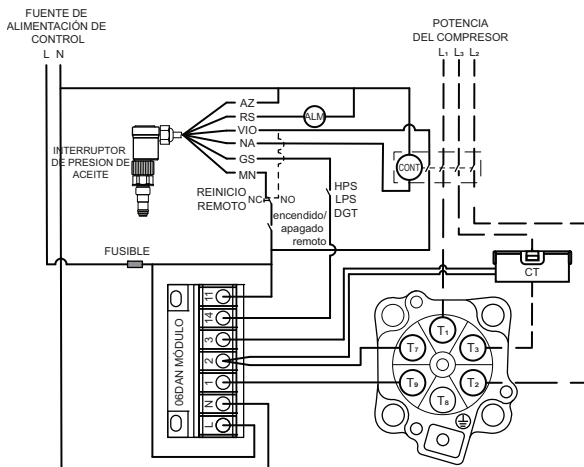 FUENTE DE
ALIMENTACIÓN DE
CONTROL
L N
POTENCIA
DEL COMPRESOR
L₁ L₃ L₂
AZ
RS
ALM
VIO
NA
GS
MN
INTERRUPTOR
DE PRESION DE
ACEITE
CONT
REINICIO
REMOTO
NC NO
HPS
LPS
DGT
encendido/
apagado
remoto
FUSIBLE
CT
06DAN MÓDULO
11
14
3
2
1
N
L
T₁
T₇
T₃
T₉
T₂
T₈